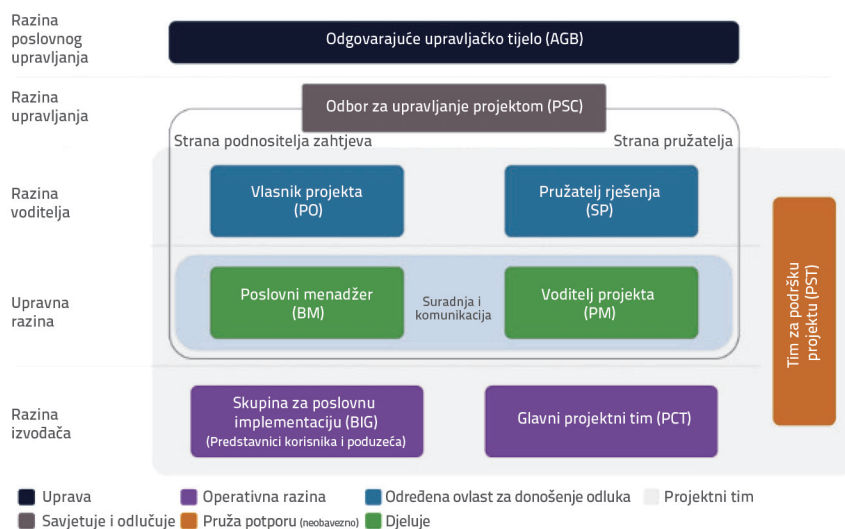 Razina
poslovnog
upravljanja
Odgovarajuće upravljačko tijelo (AGB)
Razina
upravljanja
Odbor za upravljanje projektom (PSC)
Strana podnositelja zahtjeva
Strana pružatelja
Razina
voditelja
Vlasnik projekta
(PO)
Pružatelj rješenja
(SP)
Tim za podršku
projektu (PST)
Upravna
razina
Poslovni menadžer
(BM)
Suradnja i
komunikacija
Voditelj projekta
(PM)
Razina
izvođača
Skupina za poslovnu
implementaciju (BIG)
(Predstavnici korisnika i poduzeća)
Glavni projektni tim (PCT)
Uprava
Operativna razina
Određena ovlast za donošenje odluka
Projektni tim
Savjetuje i odlučuje
Pruža potporu (neobavezno)
Djeluje